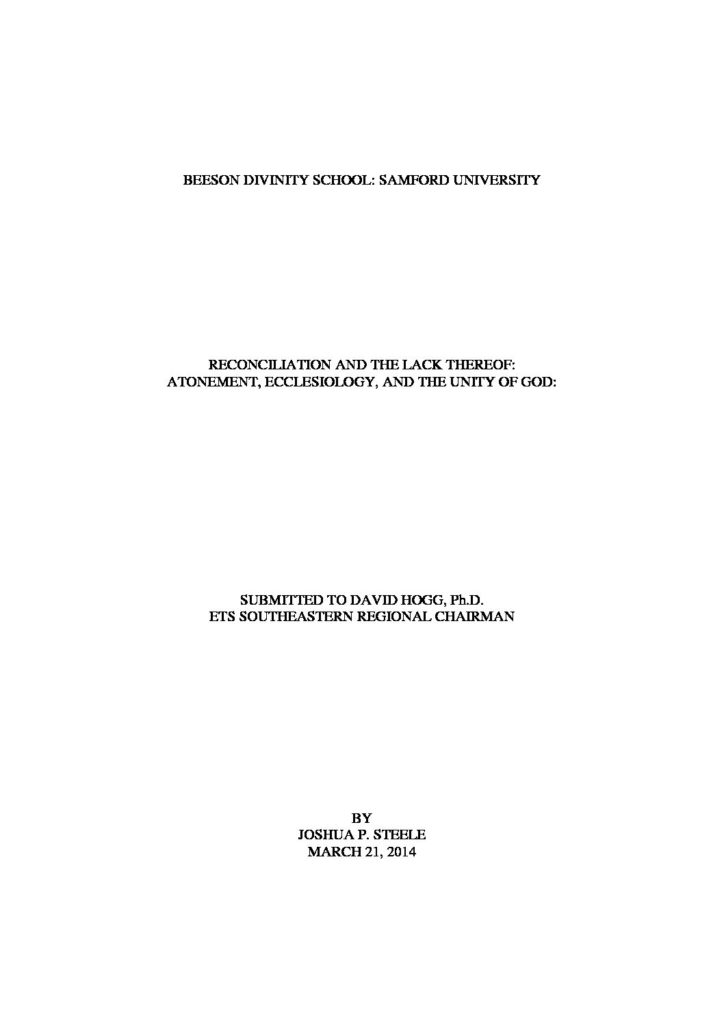 BEESON DIVINITY SCHOOL: SAMFORD UNIVERSITY
RECONCILIATION AND THE LACK THEREOF:
ATONEMENT, ECCLESIOLOGY, AND THE UNITY OF GOD:
SUBMITTED TO DAVID HOGG, Ph.D.
ETS SOUTHEASTERN REGIONAL CHAIRMAN
BY
JOSHUA P. STEELE
MARCH 21, 2014